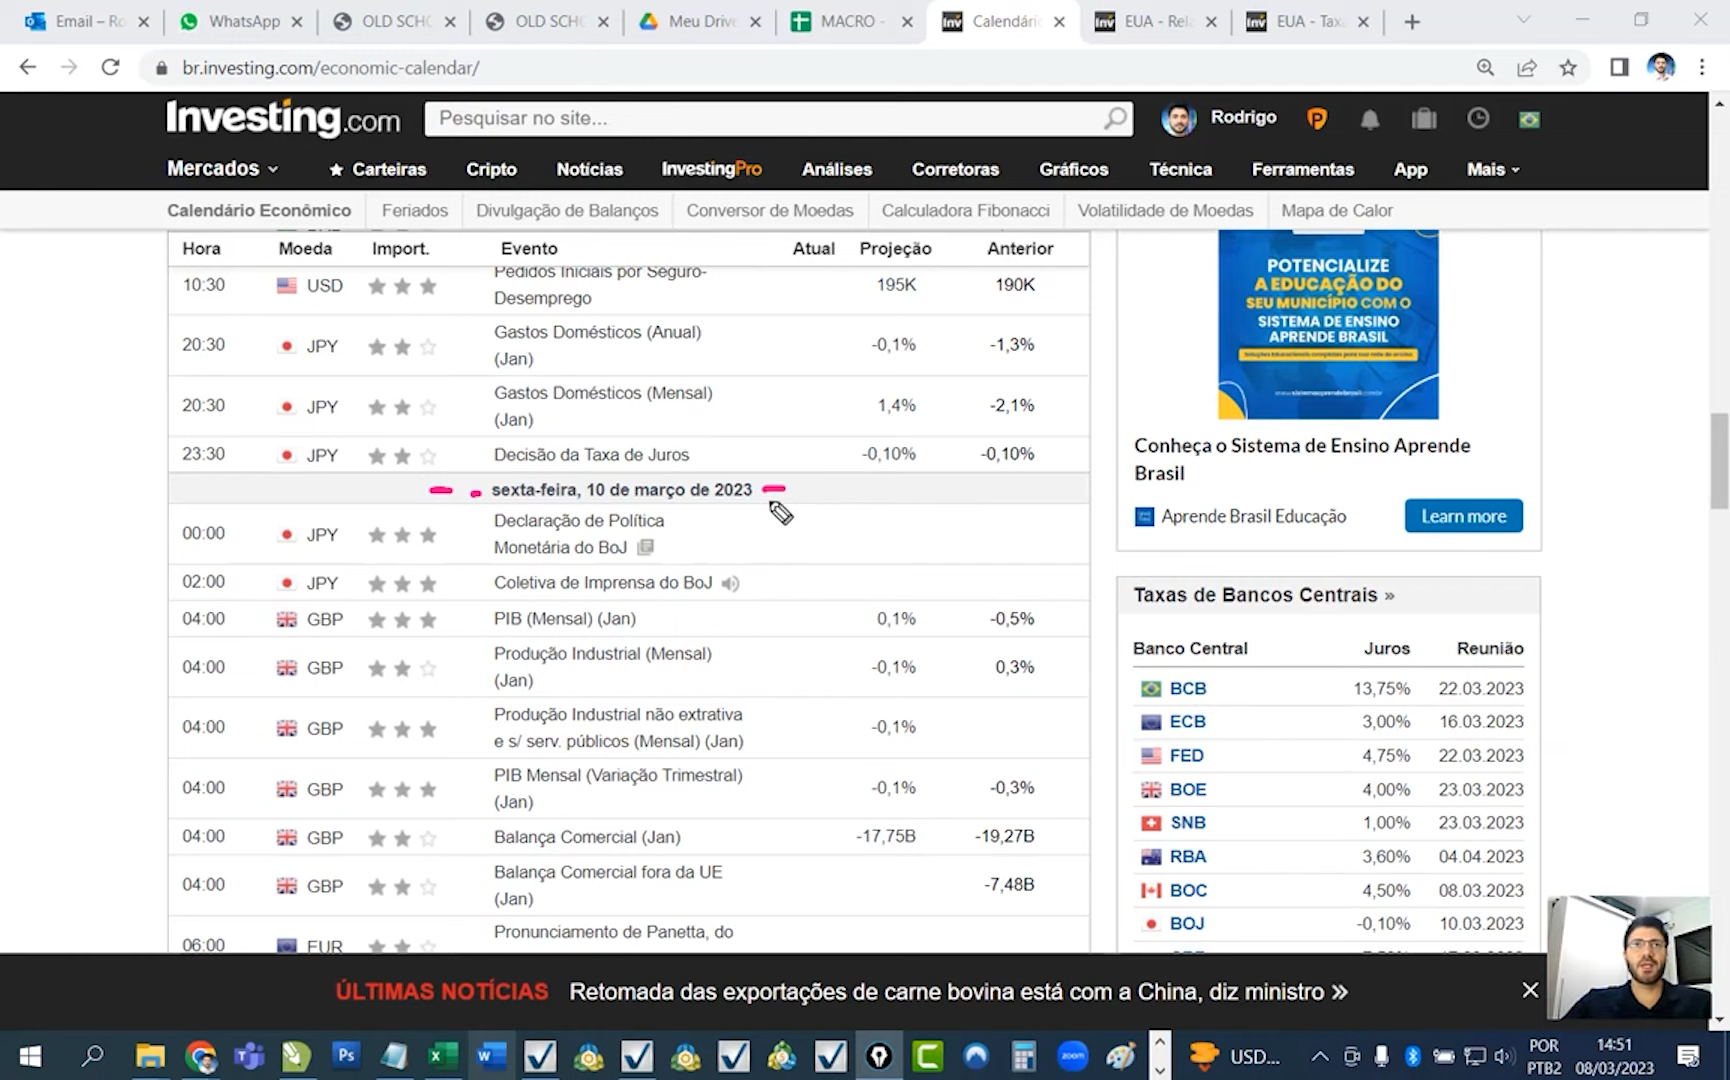 Email – Ro
WhatsApp
OLD SCHO
OLD SCHO
Meu Drive
MACRO -
Calendário
EUA - Rela
EUA - Taxa
br.investing.com/economic-calendar/
Investing.com
Pesquisar no site...
Rodrigo
Mercados
Carteiras
Cripto
Notícias
InvestingPro
Análises
Corretoras
Gráficos
Técnica
Ferramentas
App
Mais
Calendário Econômico
Feriados
Divulgação de Balanços
Conversor de Moedas
Calculadora Fibonacci
Volatilidade de Moedas
Mapa de Calor
Hora Moeda Import. Evento Atual Projeção Anterior
10:30 USD Pedidos Iniciais por Seguro-
Desemprego 195K 190K
20:30 JPY Gastos Domésticos (Anual)
(Jan) -0,1% -1,3%
20:30 JPY Gastos Domésticos (Mensal)
(Jan) 1,4% -2,1%
23:30 JPY Decisão da Taxa de Juros -0,10% -0,10%
sexta-feira, 10 de março de 2023
00:00 JPY Declaração de Política
Monetária do BoJ
02:00 JPY Coletiva de Imprensa do BoJ
04:00 GBP PIB (Mensal) (Jan) 0,1% -0,5%
04:00 GBP Produção Industrial (Mensal)
(Jan) -0,1% 0,3%
04:00 GBP Produção Industrial não extrativa
e s/ serv. públicos (Mensal) (Jan) -0,1%
04:00 GBP PIB Mensal (Variação Trimestral)
(Jan) -0,1% -0,3%
04:00 GBP Balança Comercial (Jan) -17,75B -19,27B
04:00 GBP Balança Comercial fora da UE
(Jan) -7,48B
06:00 EUR Pronunciamento de Panetta, do
POTENCIALIZE
A EDUCAÇÃO DO
SEU MUNICÍPIO COM O
SISTEMA DE ENSINO
APRENDE BRASIL
www.sistemaaprendebrasil.com.br
Conheça o Sistema de Ensino Aprende
Brasil
Aprende Brasil Educação
Learn more
Taxas de Bancos Centrais »
Banco Central Juros Reunião
BCB 13,75% 22.03.2023
ECB 3,00% 16.03.2023
FED 4,75% 22.03.2023
BOE 4,00% 23.03.2023
SNB 1,00% 23.03.2023
RBA 3,60% 04.04.2023
BOC 4,50% 08.03.2023
BOJ -0,10% 10.03.2023
ÚLTIMAS NOTÍCIAS Retomada das exportações de carne bovina está com a China, diz ministro »
zoom
USD...
POR
PTB2
14:51
08/03/2023